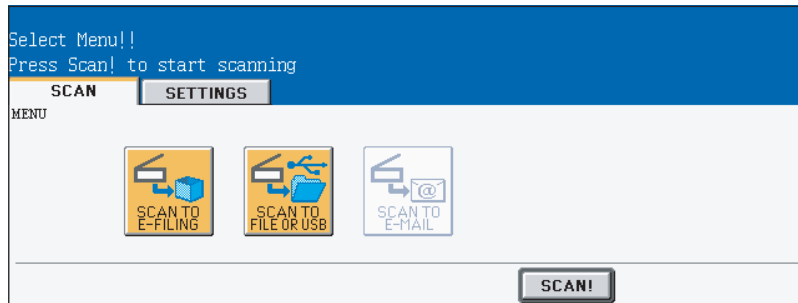 Select Menu!!
Press Scan! to start scanning
SCAN SETTINGS
MENU
SCAN TO
E-FILING
SCAN TO
FILE OR USB
@
SCAN TO
E-MAIL
SCAN!